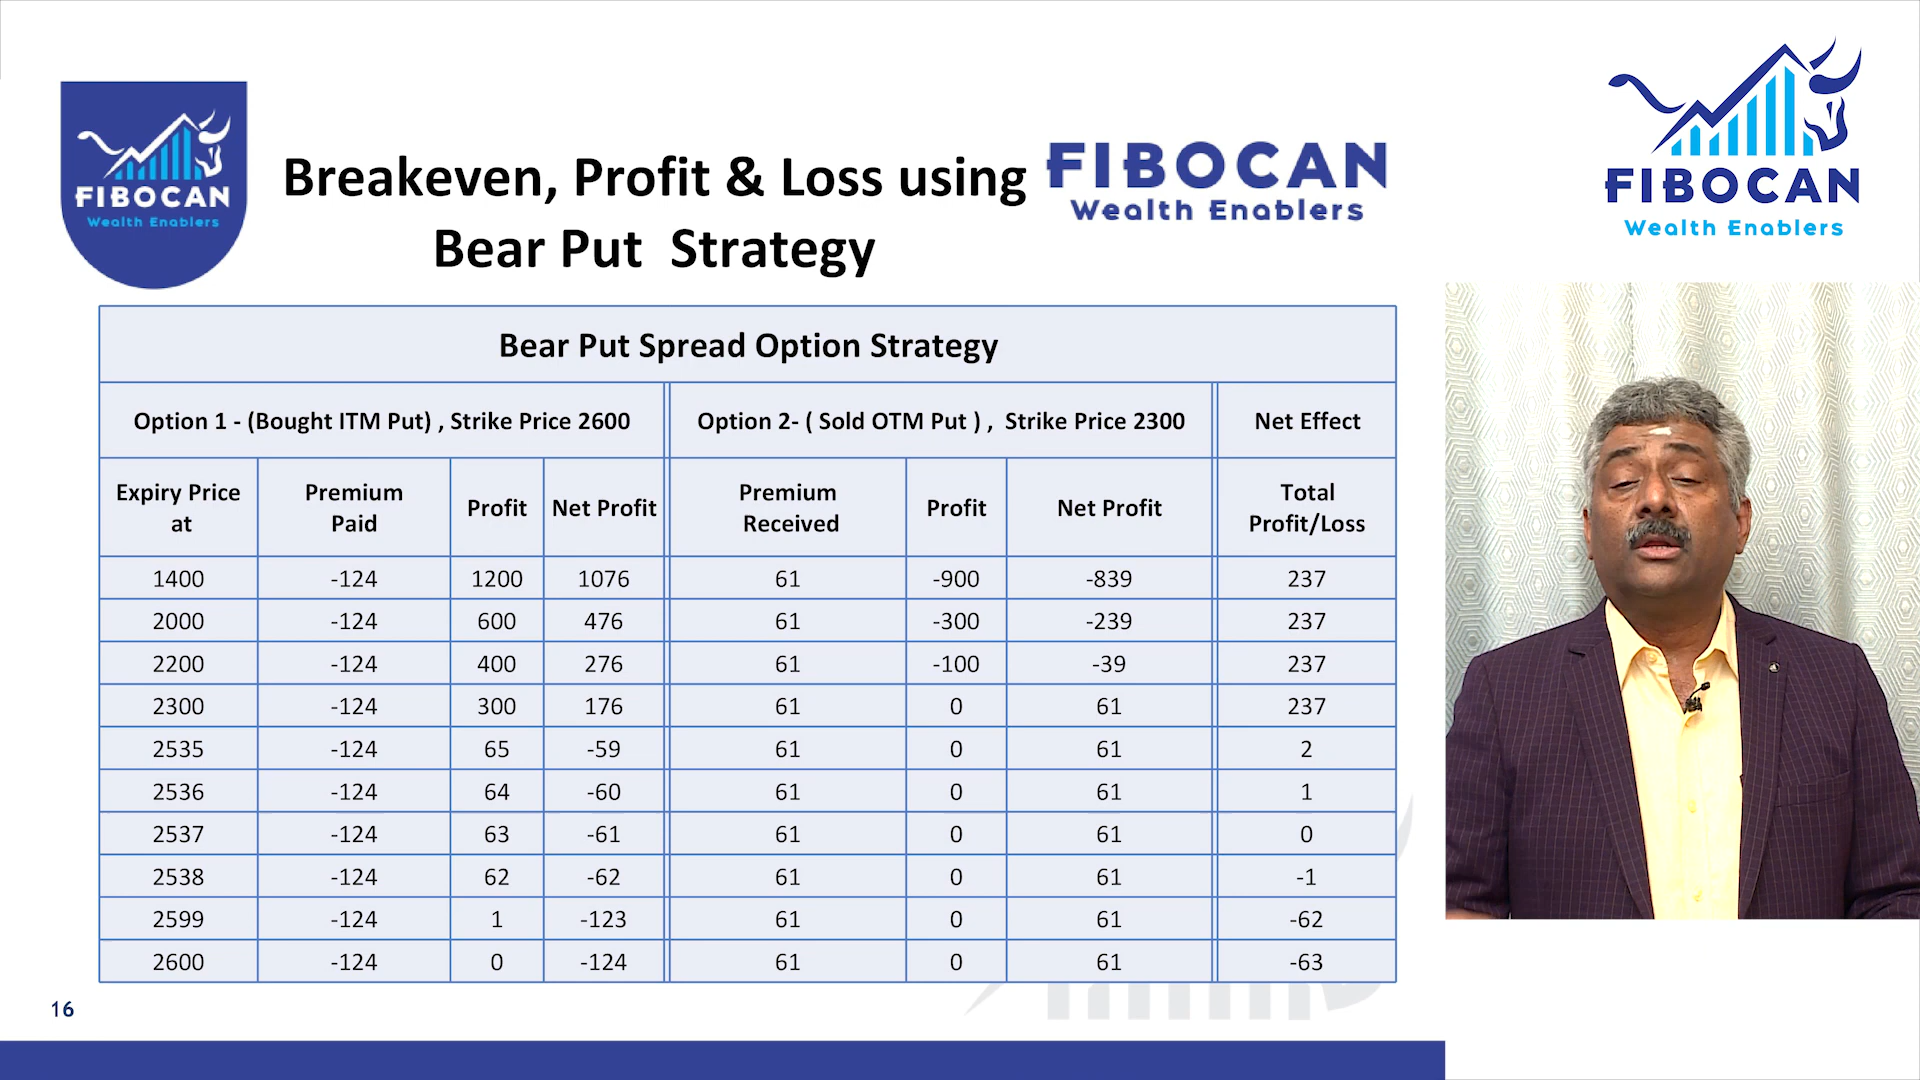 FIBOCAN
Wealth Enablers
Breakeven, Profit & Loss using
Bear Put Strategy
FIBOCAN
Wealth Enablers
FIBOCAN
Wealth Enablers
Bear Put Spread Option Strategy
Option 1 - (Bought ITM Put) , Strike Price 2600 Option 2- ( Sold OTM Put ) , Strike Price 2300 Net Effect
Expiry Price at Premium Paid Profit Net Profit Premium Received Profit Net Profit Total Profit/Loss
1400 -124 1200 1076 61 -900 -839 237
2000 -124 600 476 61 -300 -239 237
2200 -124 400 276 61 -100 -39 237
2300 -124 300 176 61 0 61 237
2535 -124 65 -59 61 0 61 2
2536 -124 64 -60 61 0 61 1
2537 -124 63 -61 61 0 61 0
2538 -124 62 -62 61 0 61 -1
2599 -124 1 -123 61 0 61 -62
2600 -124 0 -124 61 0 61 -63
16